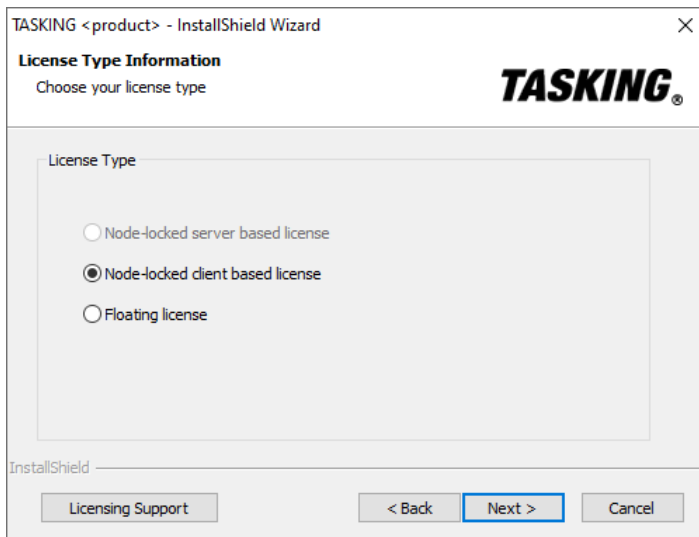 TASKING <product> - InstallShield Wizard
License Type Information
Choose your license type
TASKING®
License Type
Node-locked server based license
Node-locked client based license
Floating license
InstallShield
Licensing Support < Back Next > Cancel